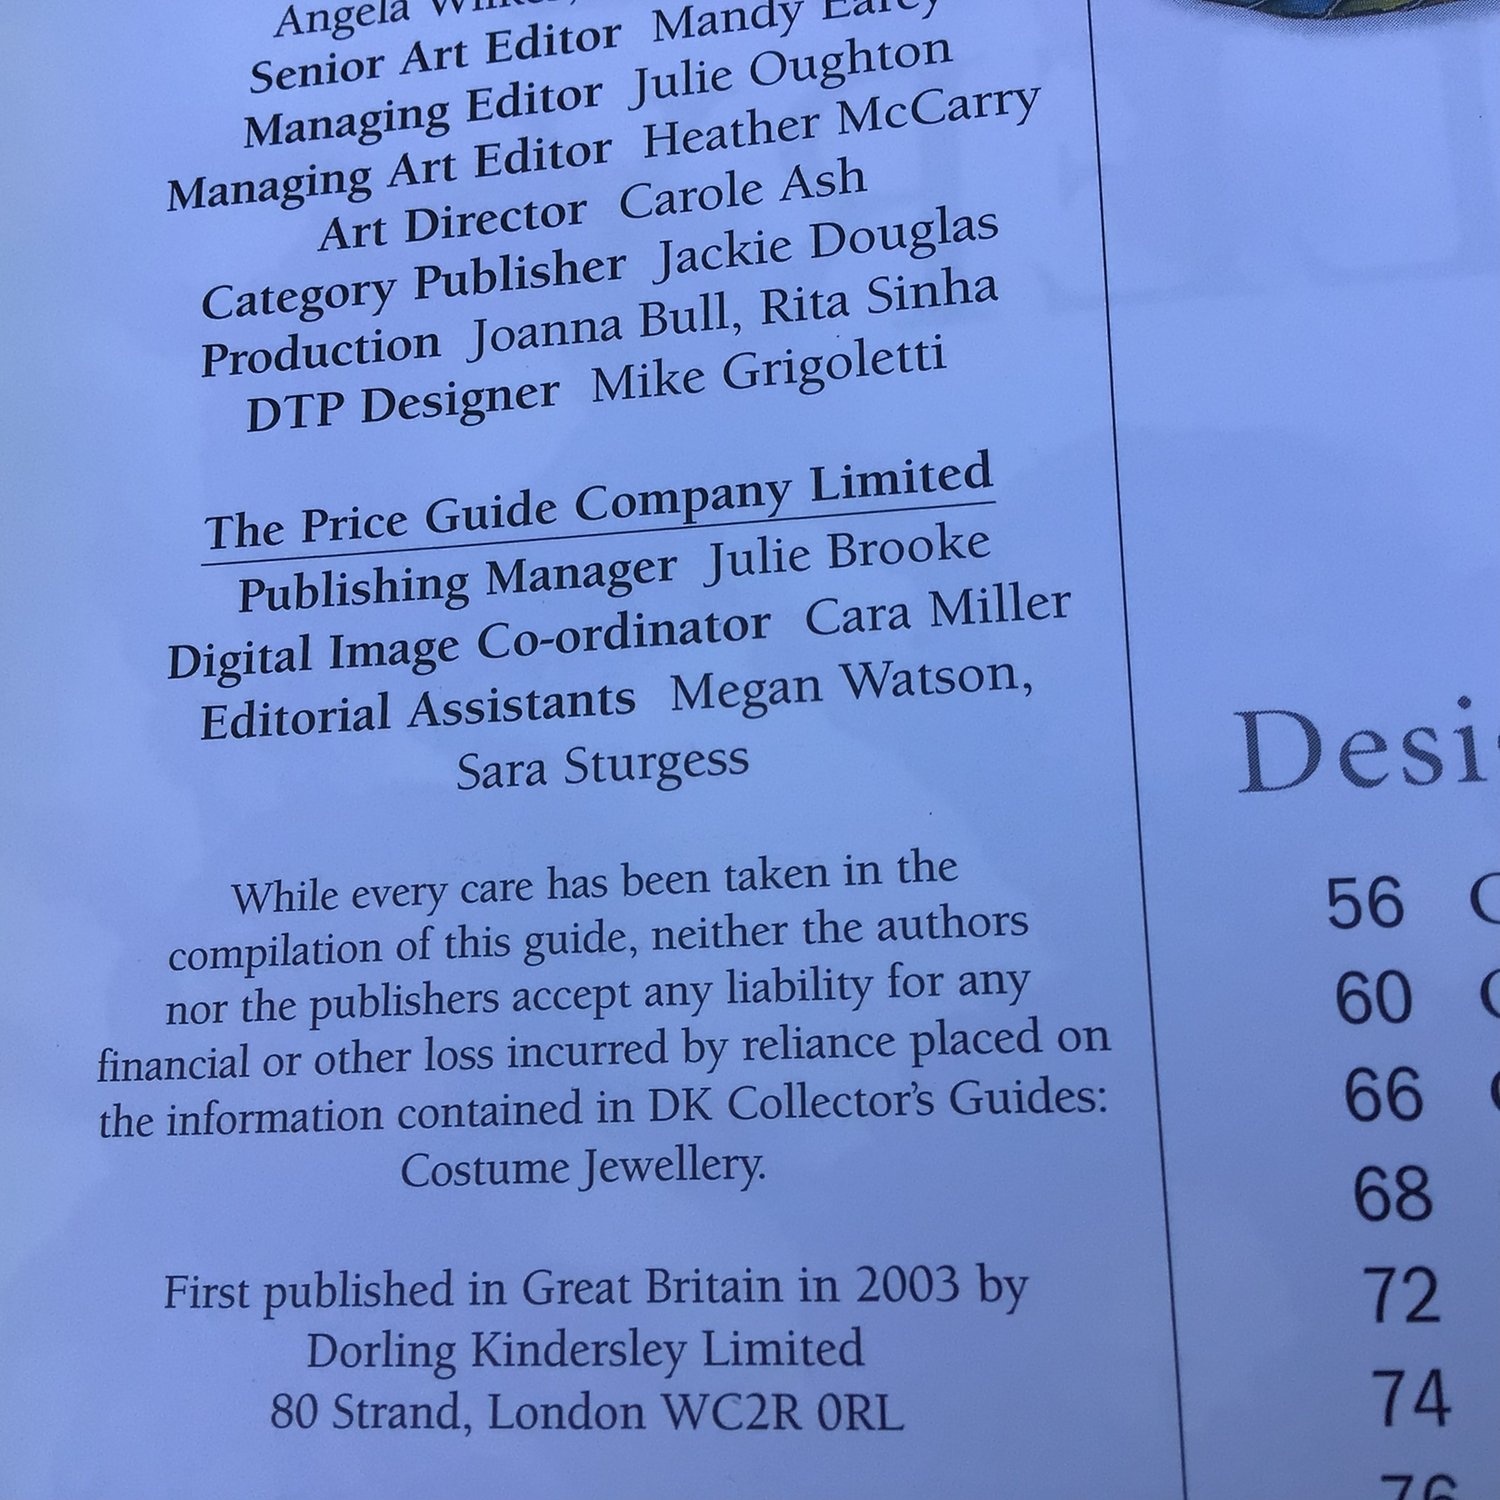 Angela
Senior Art Editor Mandy Earey
Managing Editor Julie Oughton
Managing Art Editor Heather McCarry
Art Director Carole Ash
Category Publisher Jackie Douglas
Production Joanna Bull, Rita Sinha
DTP Designer Mike Grigoletti
The Price Guide Company Limited
Publishing Manager Julie Brooke
Digital Image Co-ordinator Cara Miller
Editorial Assistants Megan Watson,
Sara Sturgess
While every care has been taken in the
compilation of this guide, neither the authors
nor the publishers accept any liability for any
financial or other loss incurred by reliance placed on
the information contained in DK Collector's Guides:
Costume Jewellery.
First published in Great Britain in 2003 by
Dorling Kindersley Limited
80 Strand, London WC2R 0RL
Desi
56
60
66
68
72
74
76